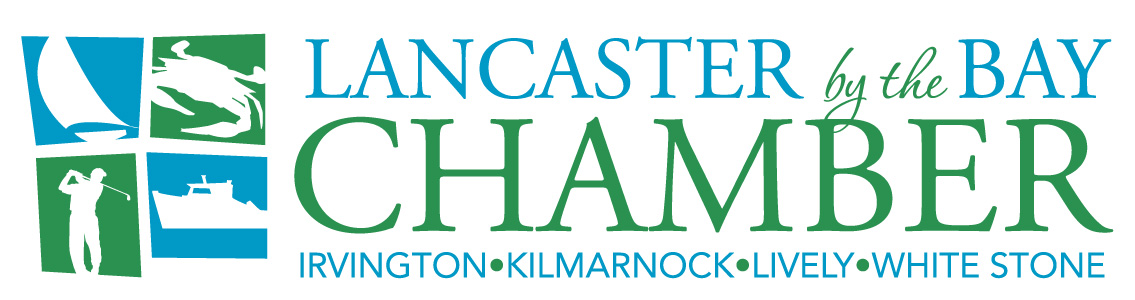 LANCASTER by the BAY
CHAMBER
IRVINGTON•KILMARNOCK•LIVELY•WHITE STONE